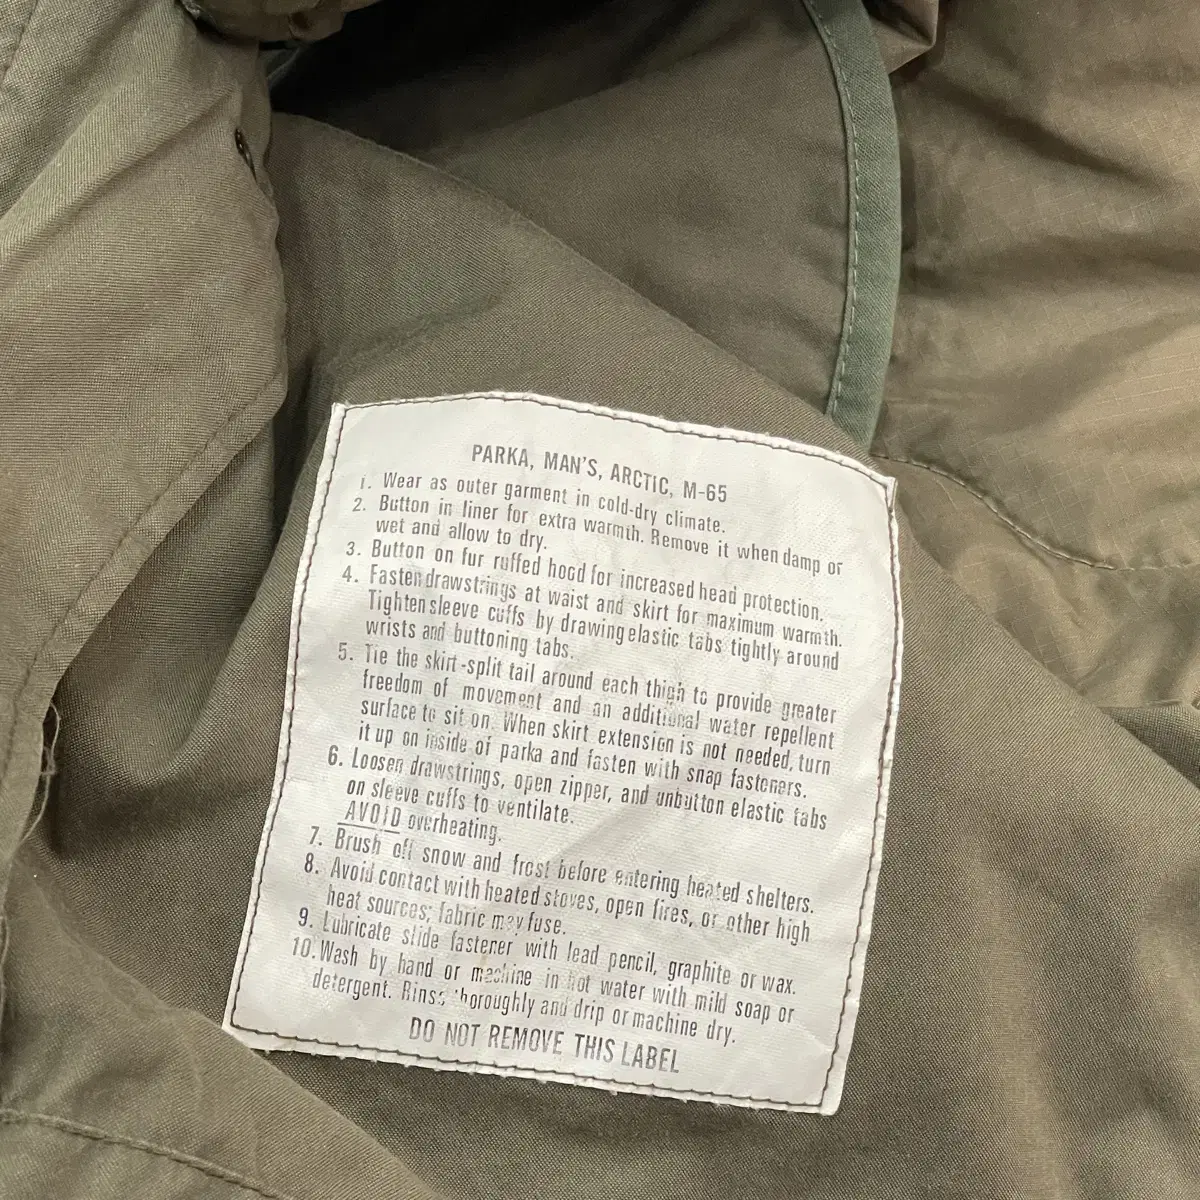 PARKA, MAN'S, ARCTIC, M-65
1. Wear as outer garment in cold-dry climate.
2. Button in liner for extra warmth. Remove it when damp or
wet and allow to dry.
3. Button on fur ruffed hood for increased head protection.
4. Fasten drawstrings at waist and skirt for maximum warmth.
Tighten sleeve cuffs by drawing elastic tabs tightly around
wrists and buttoning tabs.
5. Tie the skirt-split tail around each thigh to provide greater
freedom of movement and an additional water repellent
surface to sit on. When skirt extension is not needed, turn
it up on inside of parka and fasten with snap fasteners.
6. Loosen drawstrings, open zipper, and unbutton elastic tabs
on sleeve cuffs to ventilate.
AVOID overheating.
7. Brush off snow and frost before entering heated shelters.
8. Avoid contact with heated stoves, open fires, or other high
heat sources; fabric may fuse.
9. Lubricate slide fastener with lead pencil, graphite or wax.
10. Wash by hand or machine in hot water with mild soap or
detergent. Rinse thoroughly and drip or machine dry.
DO NOT REMOVE THIS LABEL